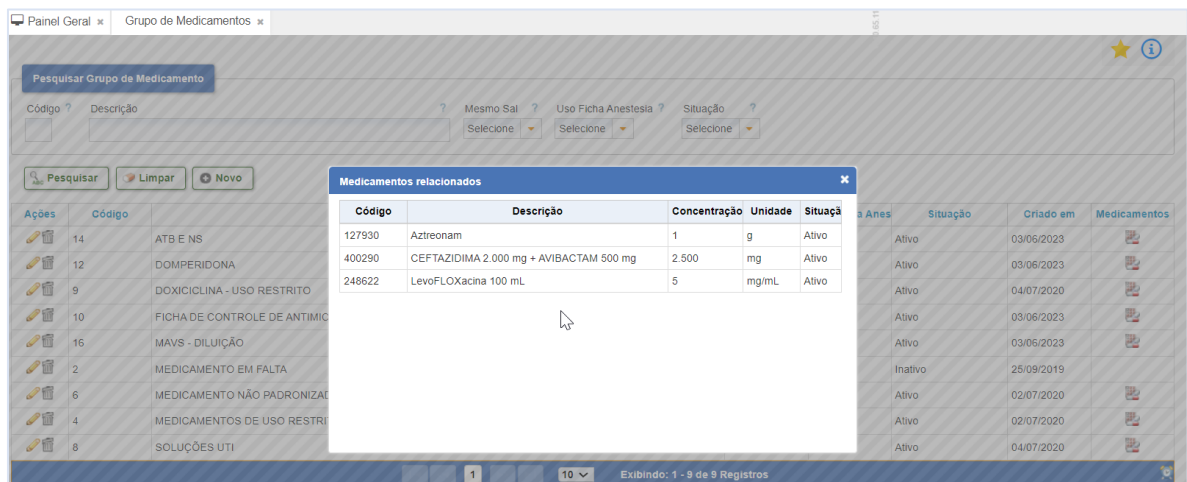 Painel Geral × Grupo de Medicamentos ×
Pesquisar Grupo de Medicamento
Código ? Descrição ? Mesmo Sal ? Uso Ficha Anestesia ? Situação ?
Selecione Selecione Selecione
Pesquisar Limpar Novo
Medicamentos relacionados ×
Código Descrição Concentração Unidade Situaçã
127930 Aztreonam 1 g Ativo
400290 CEFTAZIDIMA 2.000 mg + AVIBACTAM 500 mg 2.500 mg Ativo
248622 LevoFLOXacina 100 mL 5 mg/mL Ativo
Ações Código a Anes Situação Criado em Medicamentos
14 ATB E NS Ativo 03/06/2023
12 DOMPERIDONA Ativo 03/06/2023
9 DOXICICLINA - USO RESTRITO Ativo 04/07/2020
10 FICHA DE CONTROLE DE ANTIMIC Ativo 03/06/2023
16 MAVS - DILUIÇÃO Ativo 03/06/2023
2 MEDICAMENTO EM FALTA Inativo 25/09/2019
6 MEDICAMENTO NÃO PADRONIZAD Ativo 02/07/2020
4 MEDICAMENTOS DE USO RESTRI Ativo 02/07/2020
8 SOLUÇÕES UTI Ativo 04/07/2020
1 10 Exibindo: 1 - 9 de 9 Registros